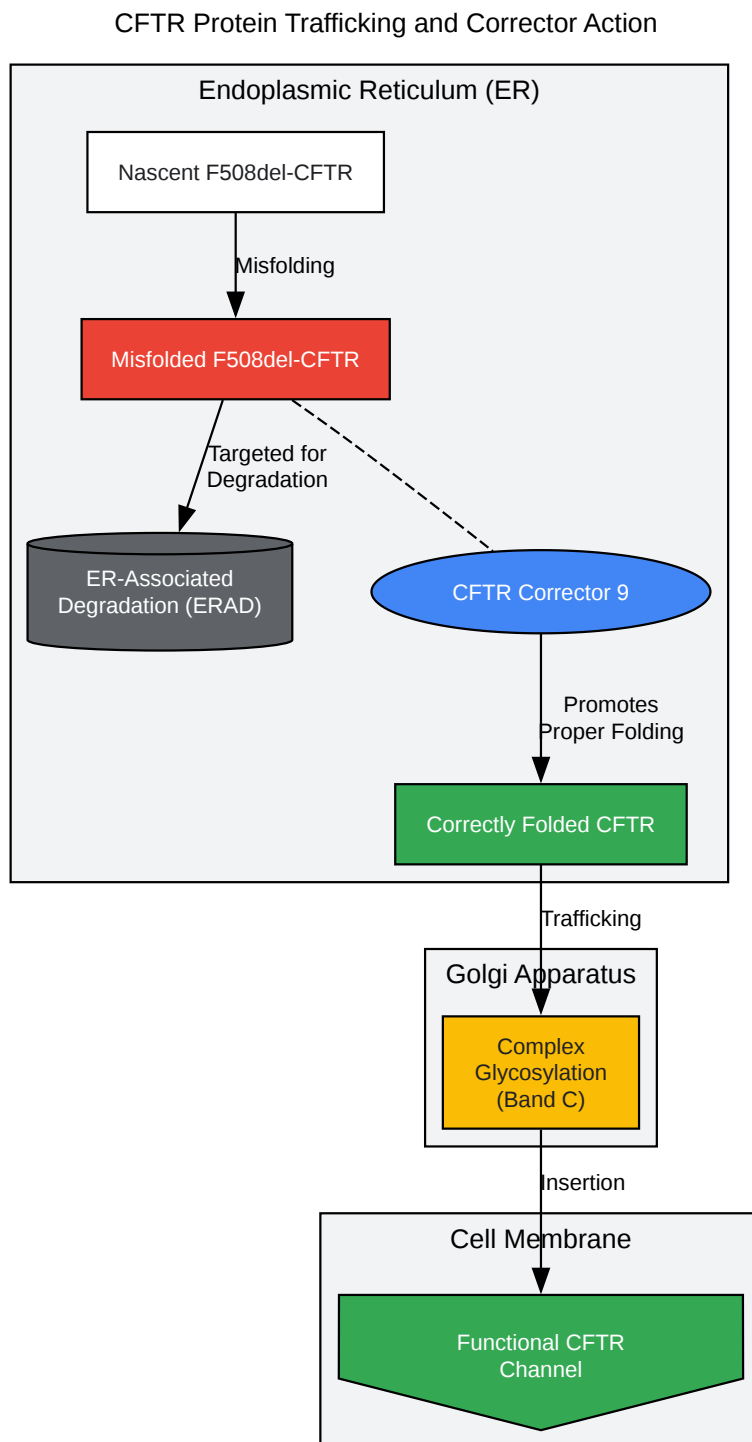 CFTR Protein Trafficking and Corrector Action
Endoplasmic Reticulum (ER)
Nascent F508del-CFTR
Misfolding
Misfolded F508del-CFTR
Targeted for
Degradation
ER-Associated
Degradation (ERAD)
CFTR Corrector 9
Promotes
Proper Folding
Correctly Folded CFTR
Trafficking
Golgi Apparatus
Complex
Glycosylation
(Band C)
Insertion
Cell Membrane
Functional CFTR
Channel